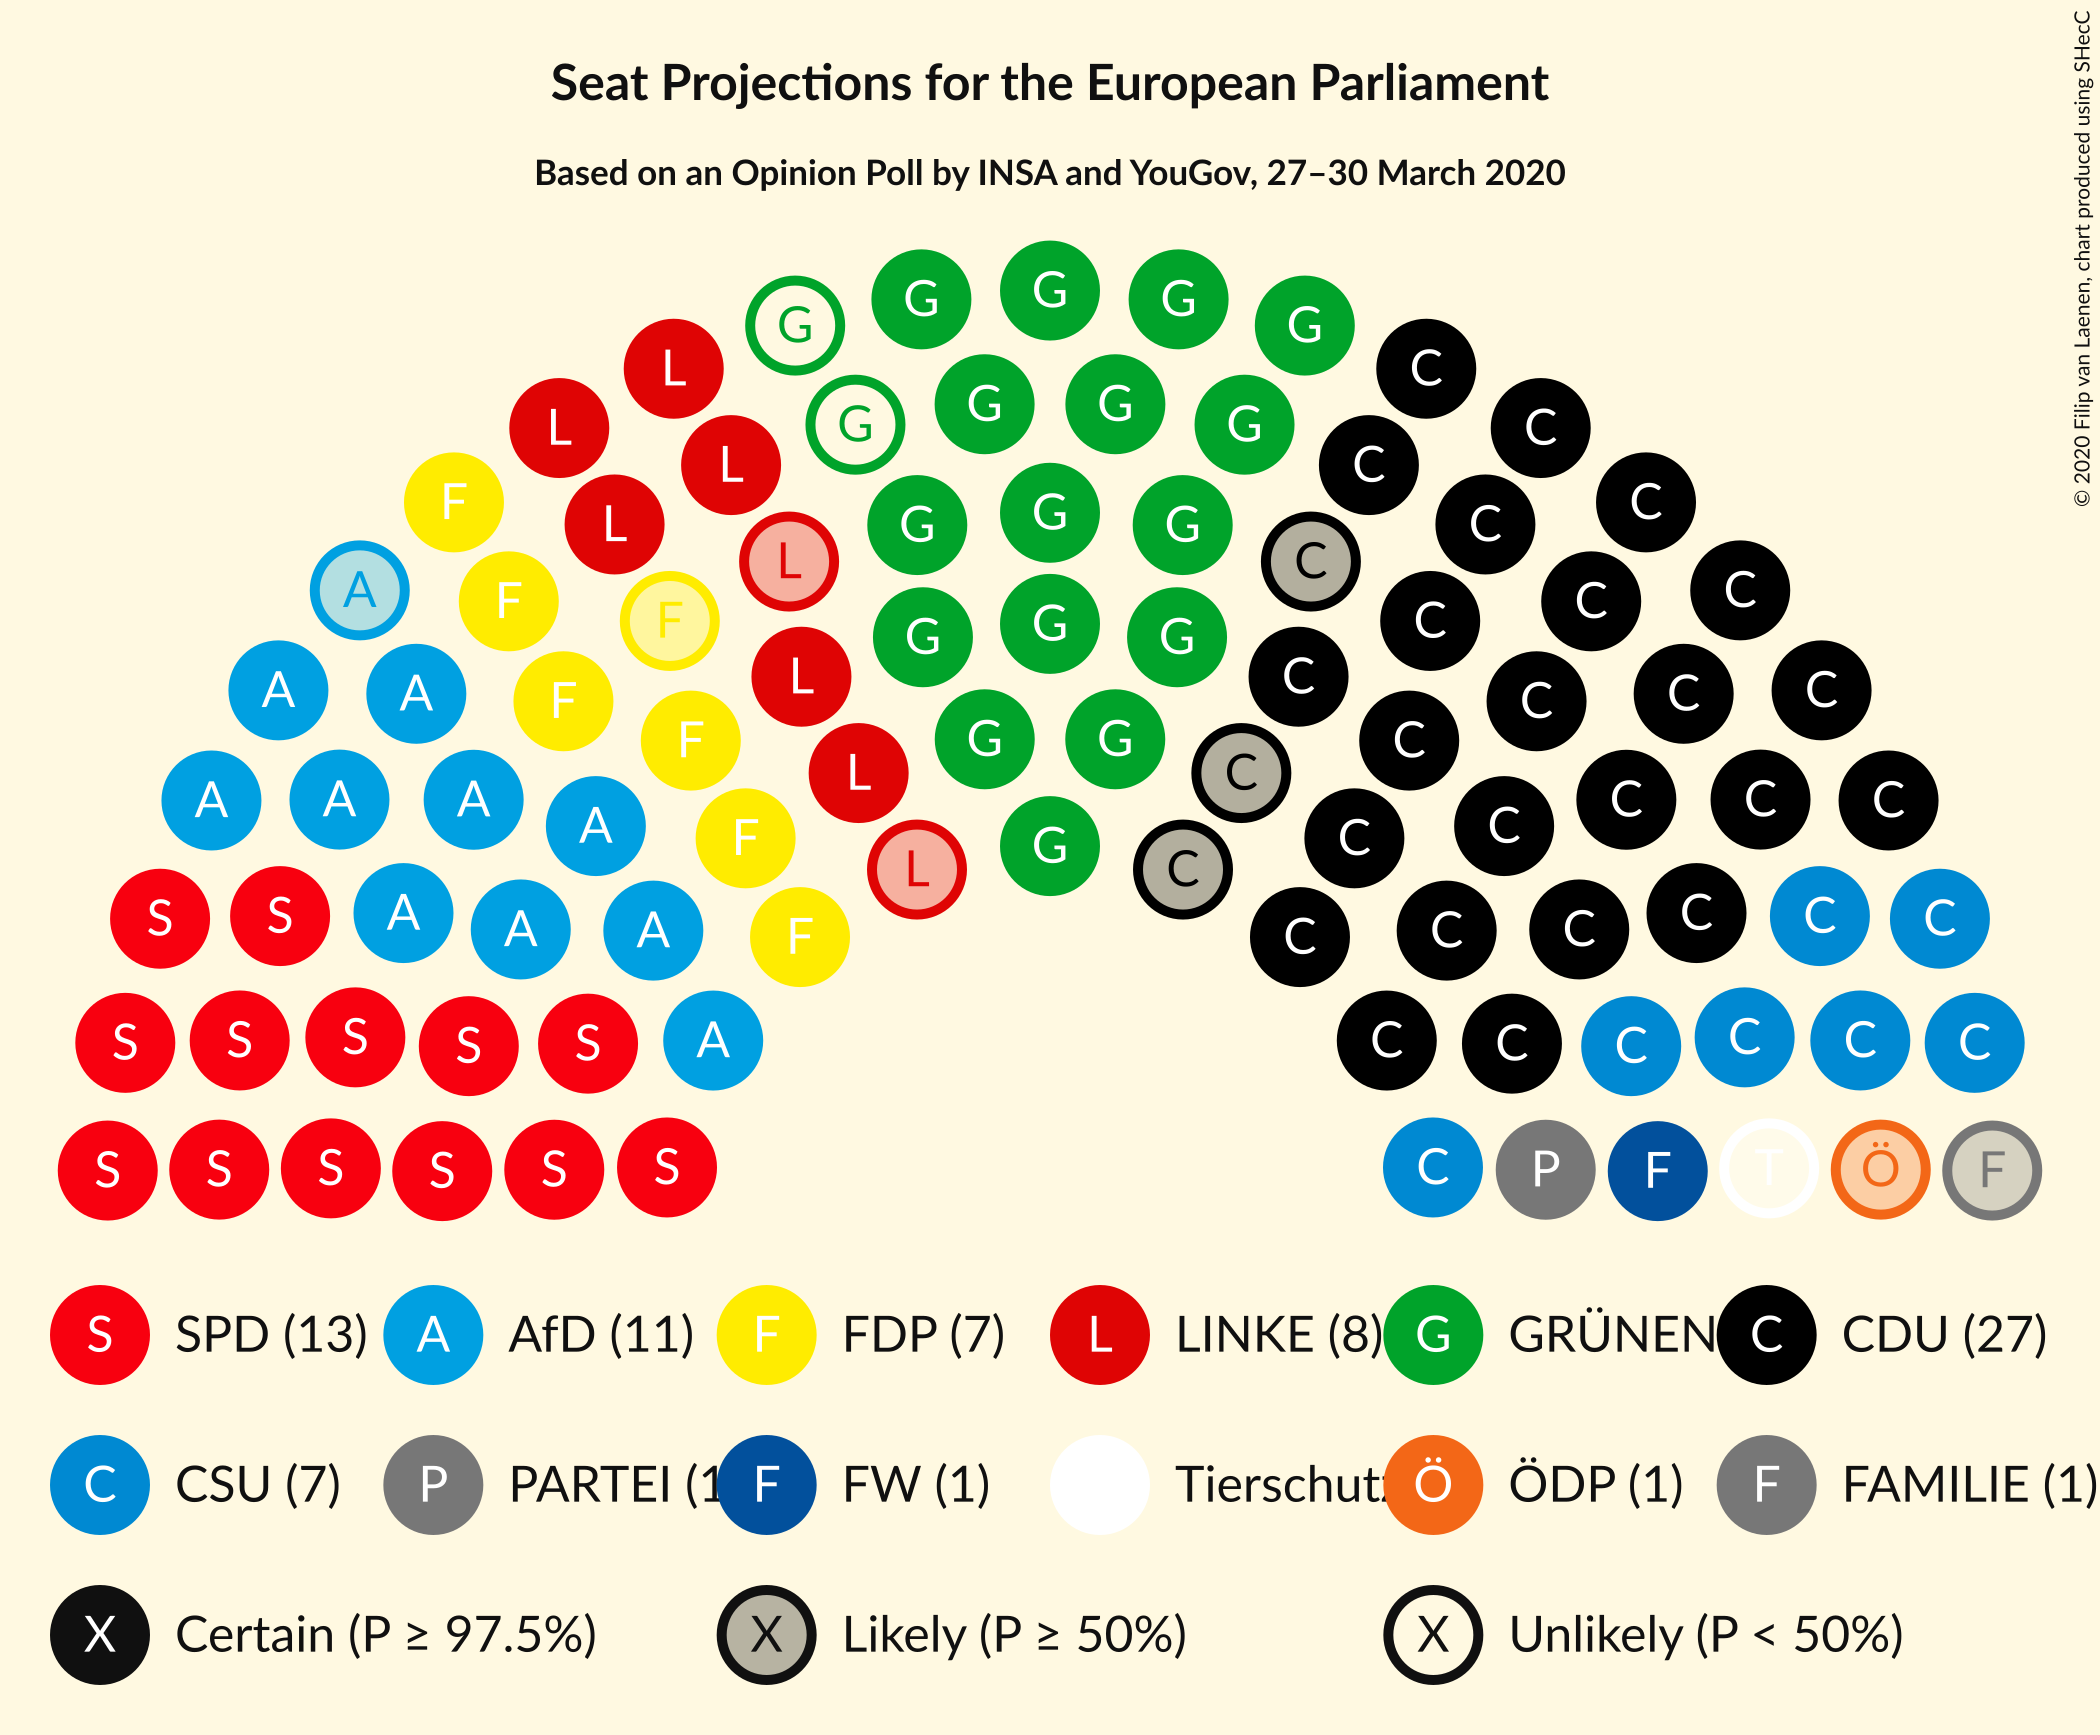 Seat Projections for the European Parliament
Based on an Opinion Poll by INSA and YouGov, 27–30 March 2020
© 2020 Filip van Laenen, chart produced using SHecC
G G G G G
L C
G G G G G
L C
L C
F L G G G C C
L C
A F F L C C C
G G G
A A F L C C C C
F G G C
A A A A F L C C C C C C
G
S S A A A F L C C C C C C C
S S S S S A C C C C C C
S S S S S S C P F T Ö F
S SPD (13) A AfD (11) F FDP (7) L LINKE (8) G GRÜNEN C CDU (27)
C CSU (7) P PARTEI (1 F FW (1) Tierschutz Ö ÖDP (1) F FAMILIE (1)
X Certain (P ≥ 97.5%) X Likely (P ≥ 50%) X Unlikely (P < 50%)